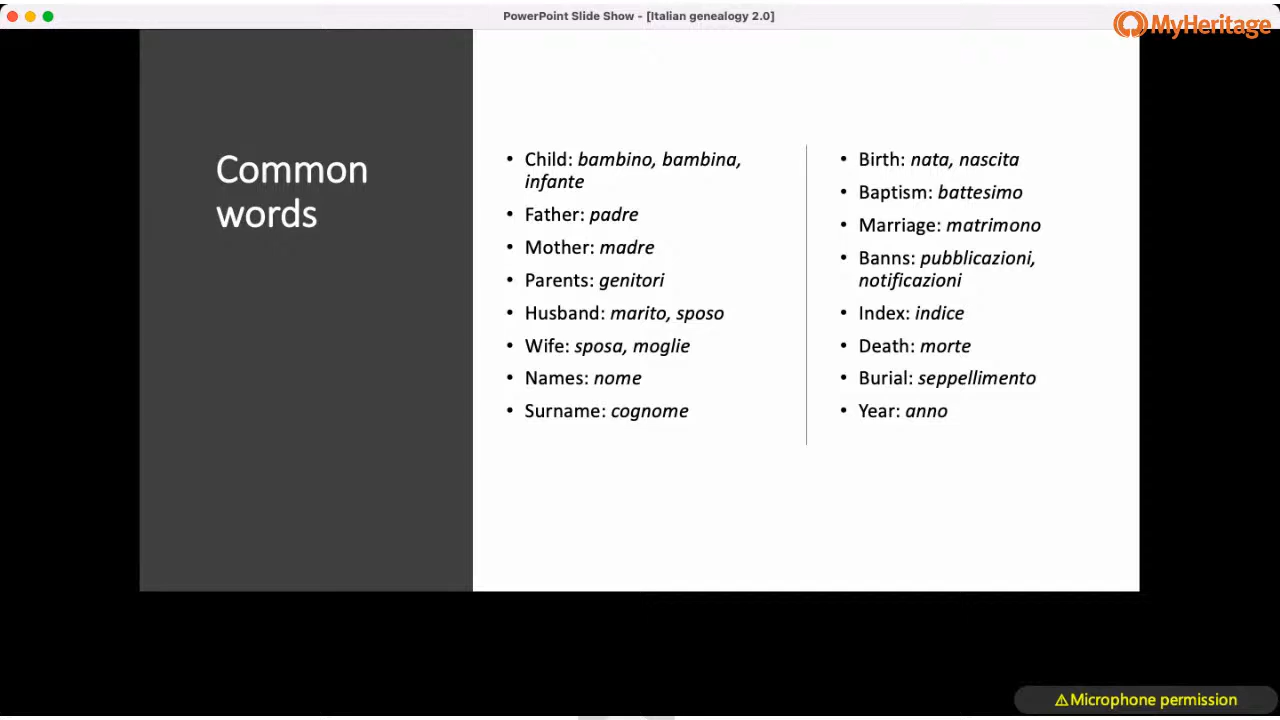 PowerPoint Slide Show - [Italian genealogy 2.0]
MyHeritage
Common
words
• Child: bambino, bambina,
infante
• Father: padre
• Mother: madre
• Parents: genitori
• Husband: marito, sposo
• Wife: sposa, moglie
• Names: nome
• Surname: cognome
• Birth: nata, nascita
• Baptism: battesimo
• Marriage: matrimono
• Banns: pubblicazioni,
notificazioni
• Index: indice
• Death: morte
• Burial: seppellimento
• Year: anno
⚠Microphone permission